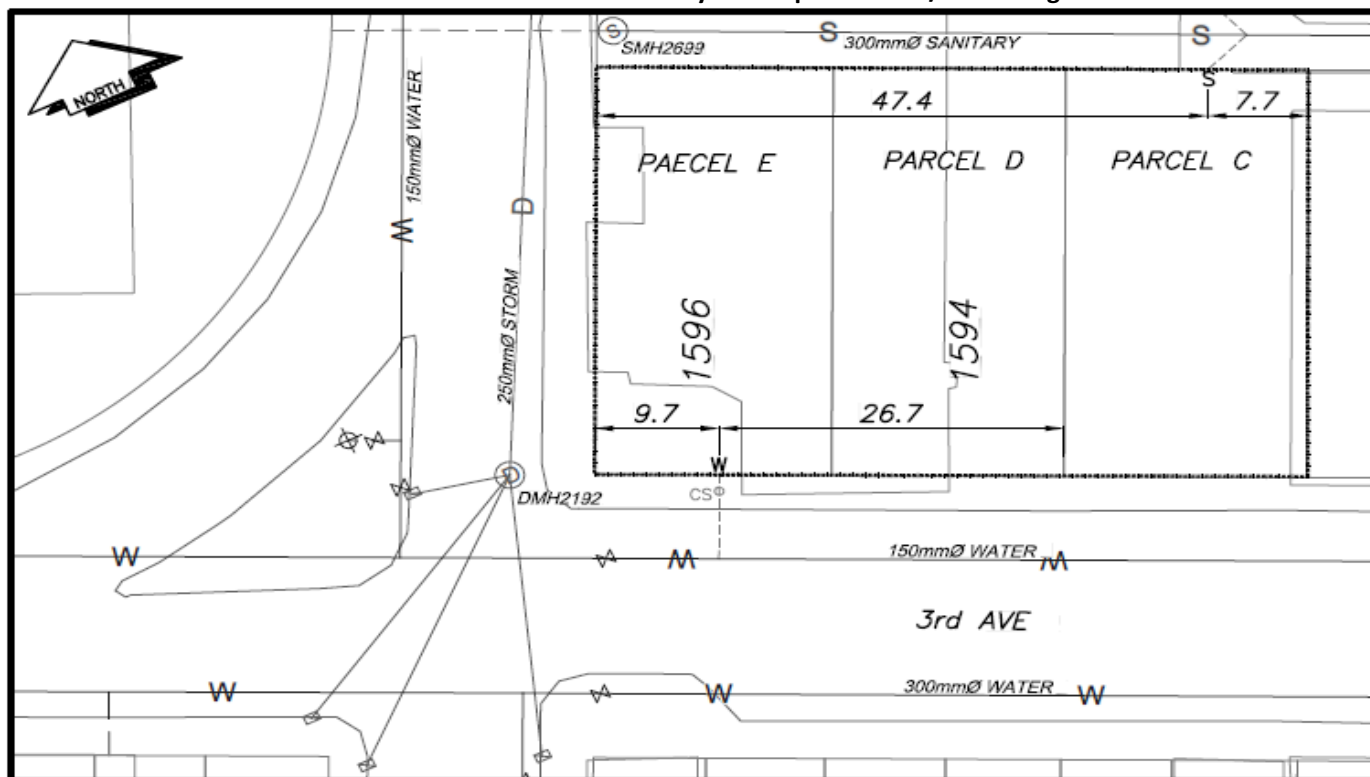 S
SMH2699
S
300mmØ SANITARY
S
NORTH
150mmØ WATER
S
47.4
7.7
PAECEL E
PARCEL D
PARCEL C
W
D
250mmØ STORM
1596
1594
9.7
26.7
W
CS
D
DMH2192
W
W
150mmØ WATER
W
3rd AVE
W
W
300mmØ WATER
W